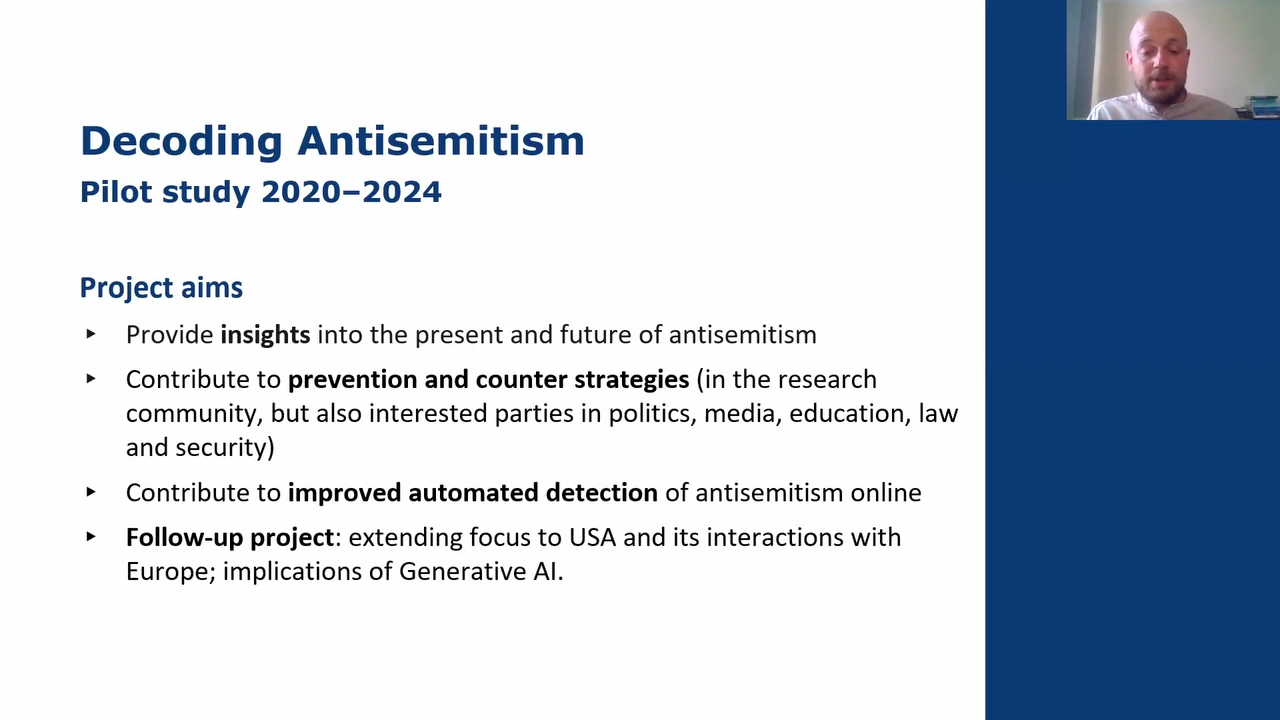 Decoding Antisemitism
Pilot study 2020–2024
Project aims
‣ Provide insights into the present and future of antisemitism
‣ Contribute to prevention and counter strategies (in the research
community, but also interested parties in politics, media, education, law
and security)
‣ Contribute to improved automated detection of antisemitism online
‣ Follow-up project: extending focus to USA and its interactions with
Europe; implications of Generative AI.